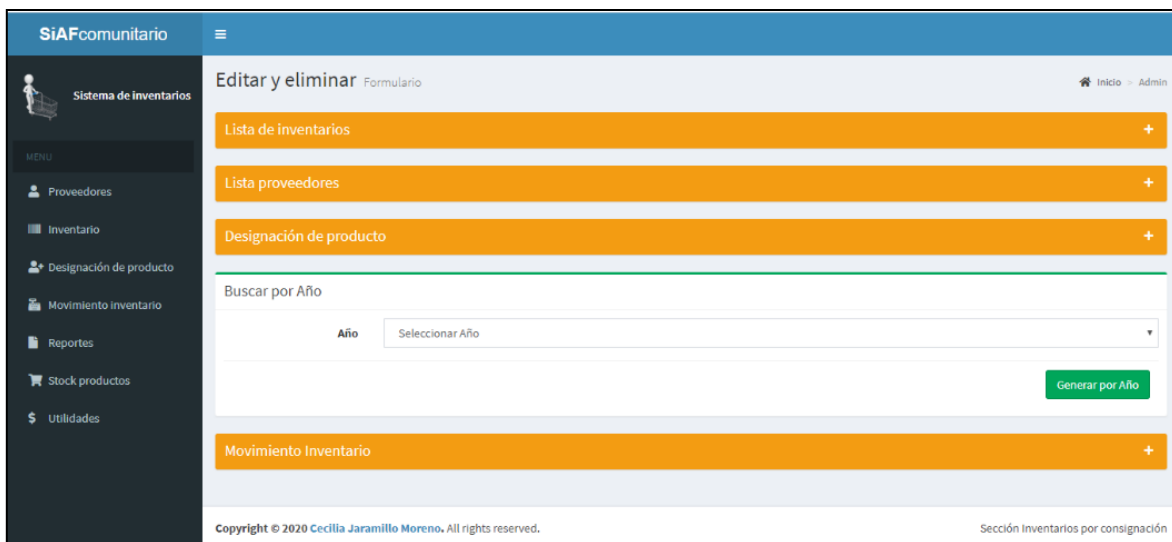 SiAFcomunitario
Sistema de inventarios
MENU
Proveedores
Inventario
Designación de producto
Movimiento inventario
Reportes
Stock productos
Utilidades
Editar y eliminar Formulario
Inicio > Admin
Lista de inventarios
Lista proveedores
Designación de producto
Buscar por Año
Año
Seleccionar Año
Generar por Año
Movimiento Inventario
Copyright © 2020 Cecilia Jaramillo Moreno. All rights reserved.
Sección Inventarios por consignación